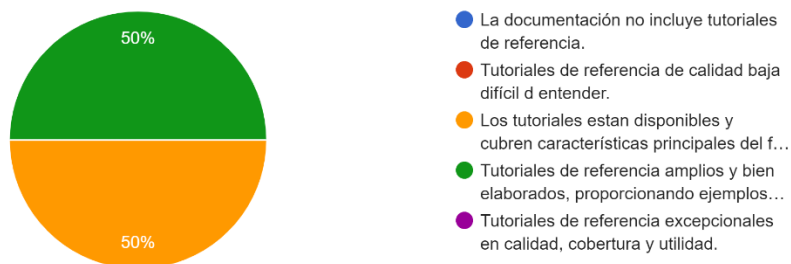 50%
50%
La documentación no incluye tutoriales
de referencia.
Tutoriales de referencia de calidad baja
difícil d entender.
Los tutoriales estan disponibles y
cubren características principales del f…
Tutoriales de referencia amplios y bien
elaborados, proporcionando ejemplos…
Tutoriales de referencia excepcionales
en calidad, cobertura y utilidad.